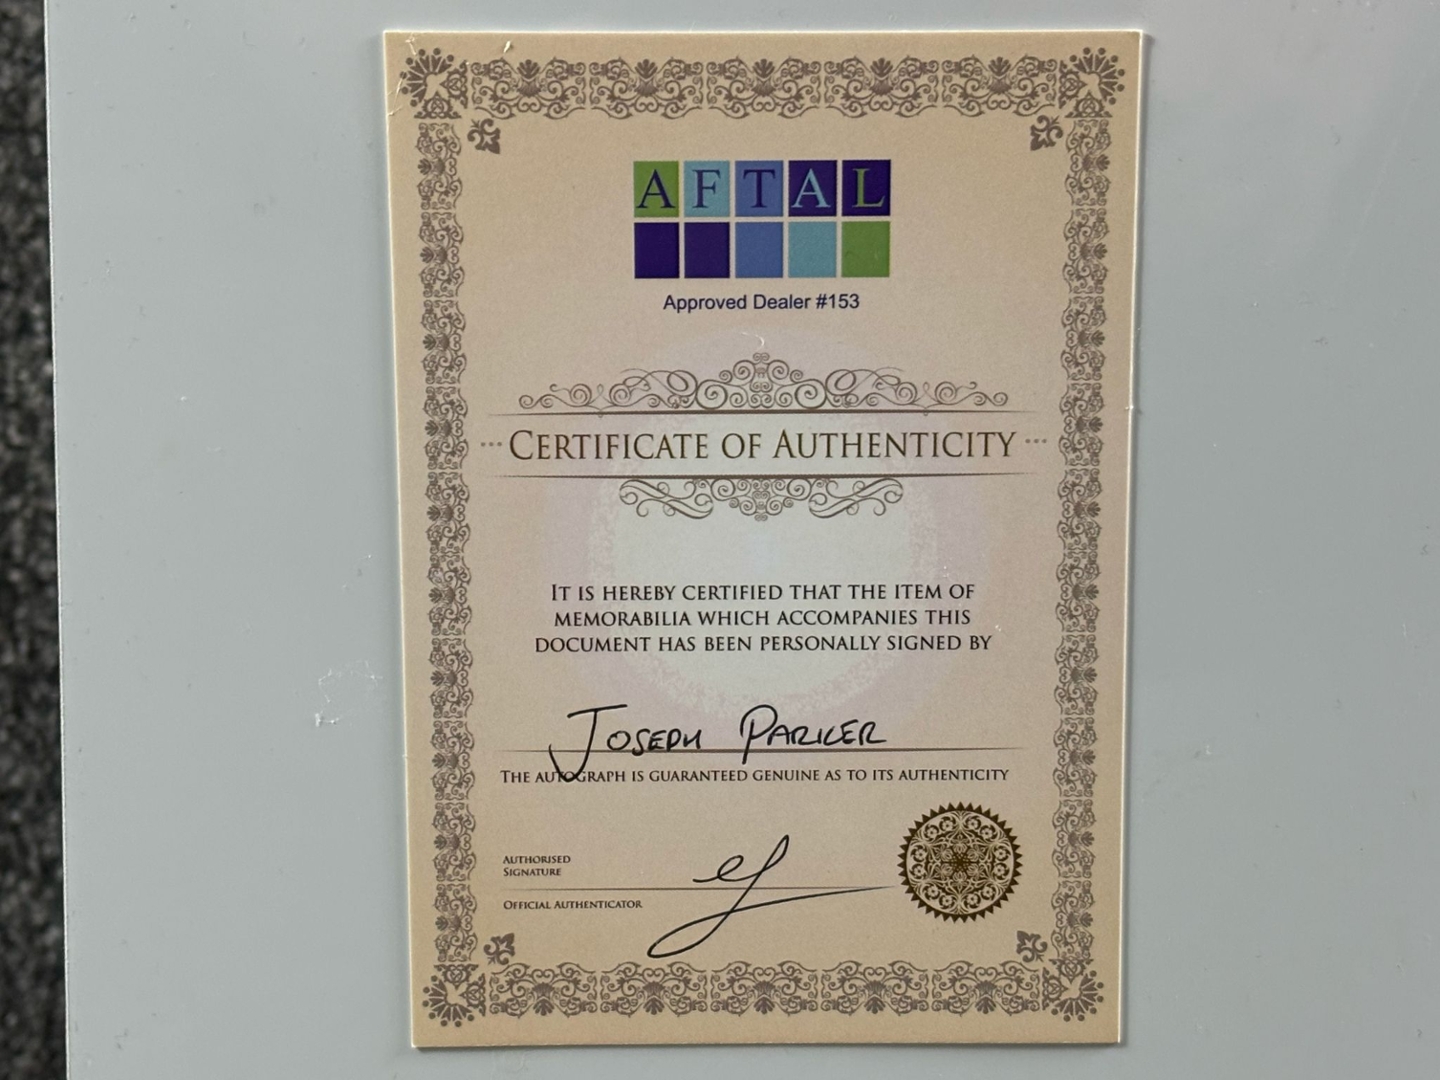 AFTAL
Approved Dealer #153
CERTIFICATE OF AUTHENTICITY
IT IS HEREBY CERTIFIED THAT THE ITEM OF
MEMORABILIA WHICH ACCOMPANIES THIS
DOCUMENT HAS BEEN PERSONALLY SIGNED BY
JOSEPH PARKER
THE AUTOGRAPH IS GUARANTEED GENUINE AS TO ITS AUTHENTICITY
AUTHORISED
SIGNATURE
OFFICIAL AUTHENTICATOR